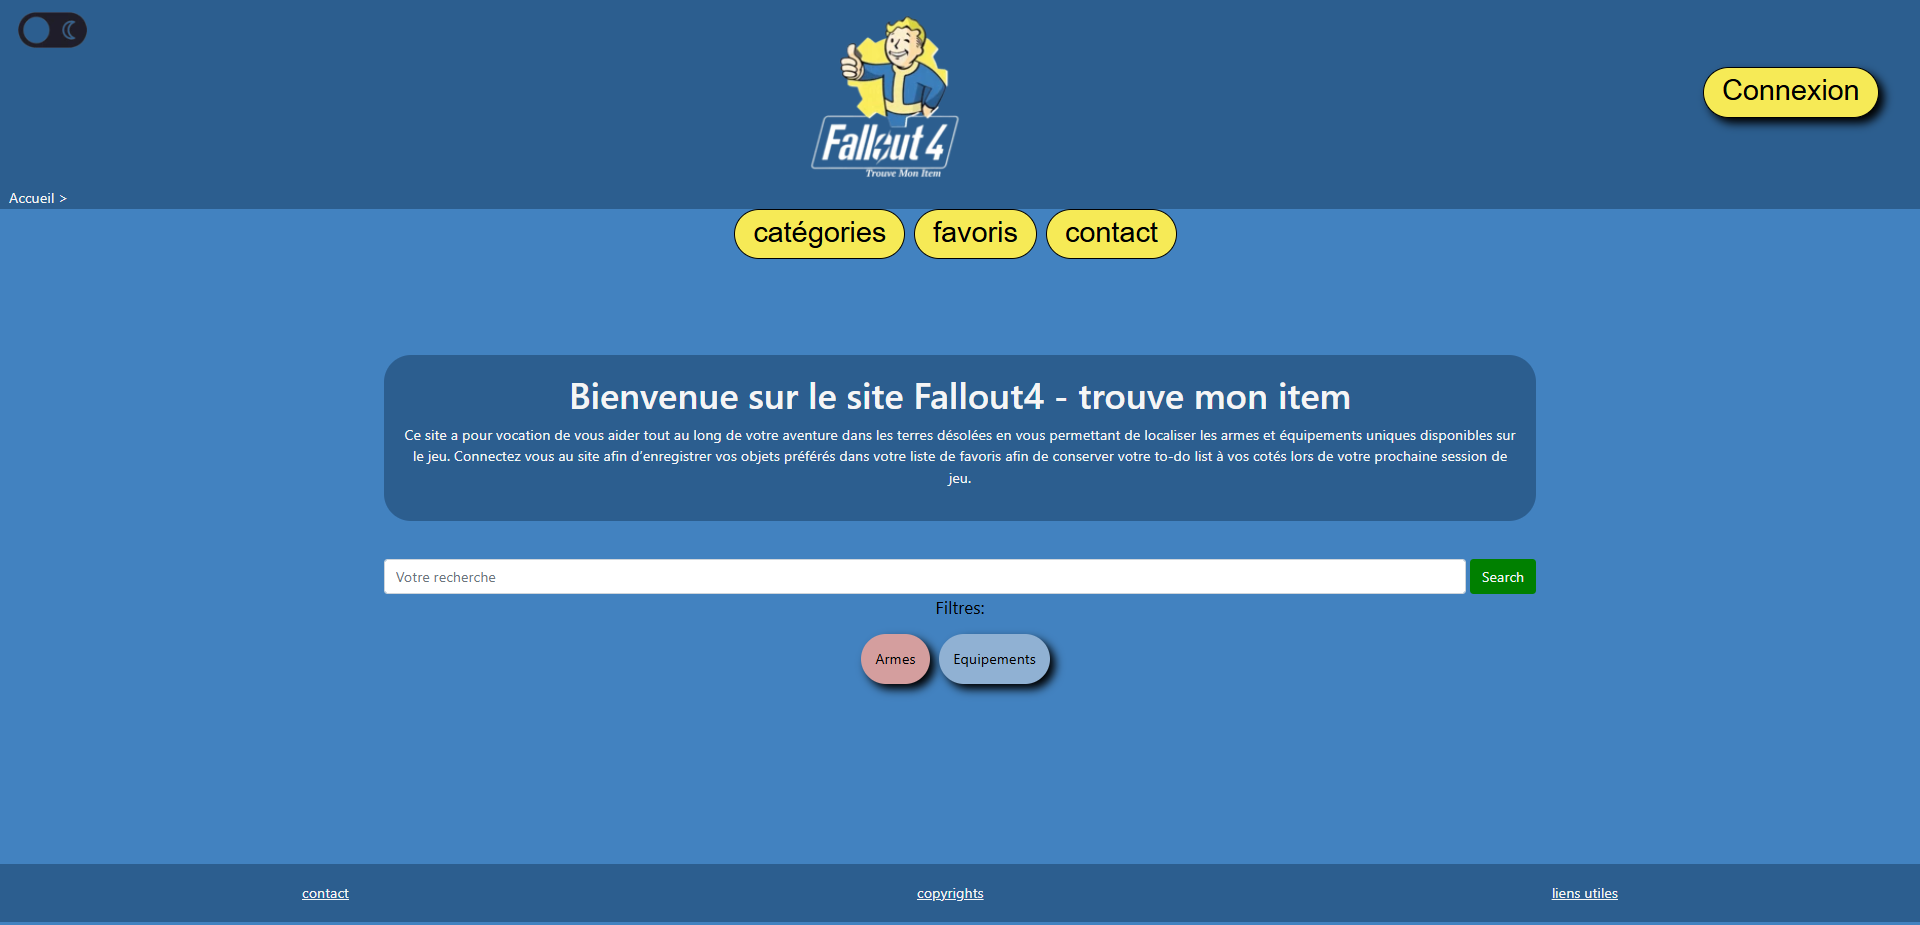 Connexion
Fallout 4
Trouve Mon Item
Accueil >
catégories favoris contact
Bienvenue sur le site Fallout4 - trouve mon item
Ce site a pour vocation de vous aider tout au long de votre aventure dans les terres désolées en vous permettant de localiser les armes et équipements uniques disponibles sur
le jeu. Connectez vous au site afin d’enregistrer vos objets préférés dans votre liste de favoris afin de conserver votre to-do list à vos cotés lors de votre prochaine session de
jeu.
Votre recherche Search
Filtres:
Armes Equipements
contact copyrights liens utiles